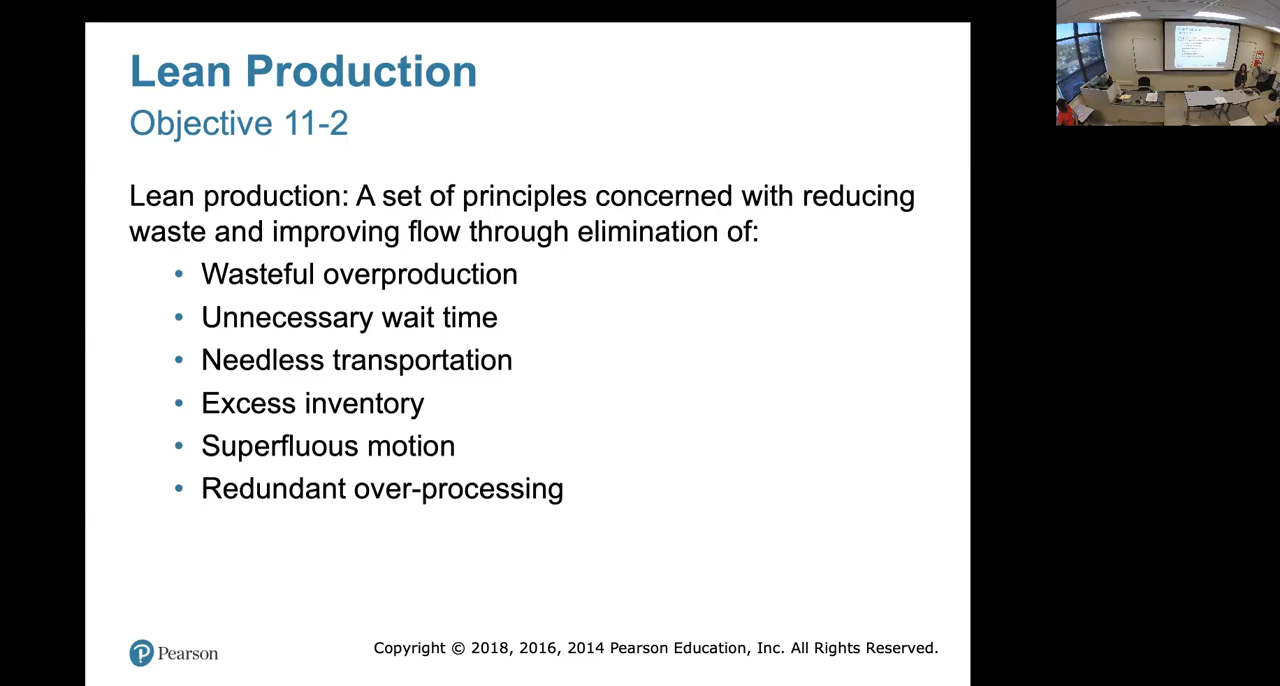 Lean Production
Objective 11-2
Lean production: A set of principles concerned with reducing
waste and improving flow through elimination of:
• Wasteful overproduction
• Unnecessary wait time
• Needless transportation
• Excess inventory
• Superfluous motion
• Redundant over-processing
Pearson
Copyright © 2018, 2016, 2014 Pearson Education, Inc. All Rights Reserved.